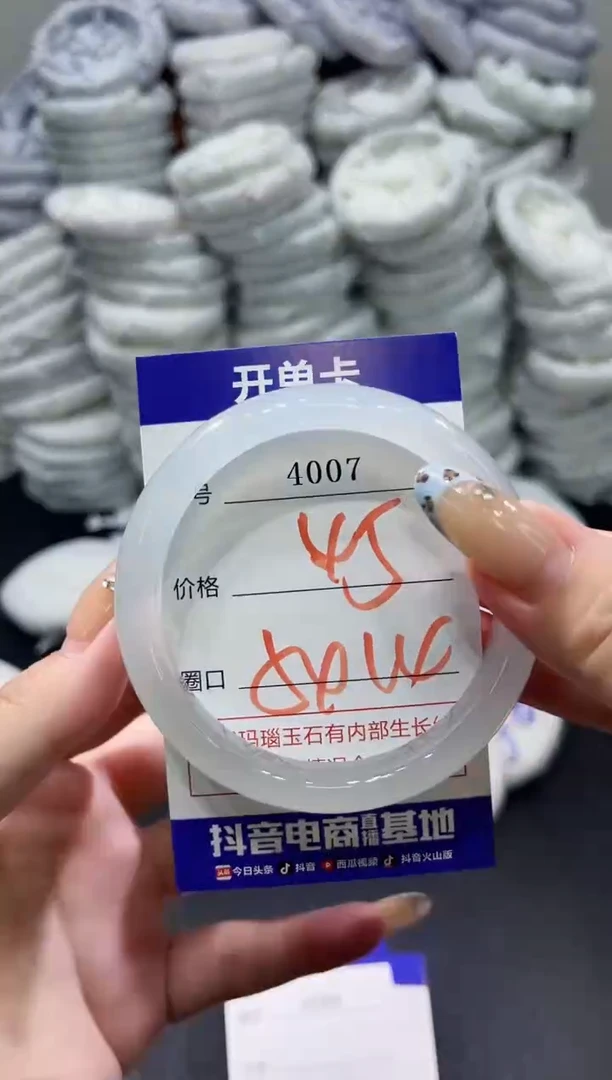 开单卡
号 4007
价格 45
圈口
玛瑙玉石有内部生长
抖音电商直播基地
今日头条 抖音 西瓜视频 抖音火山版